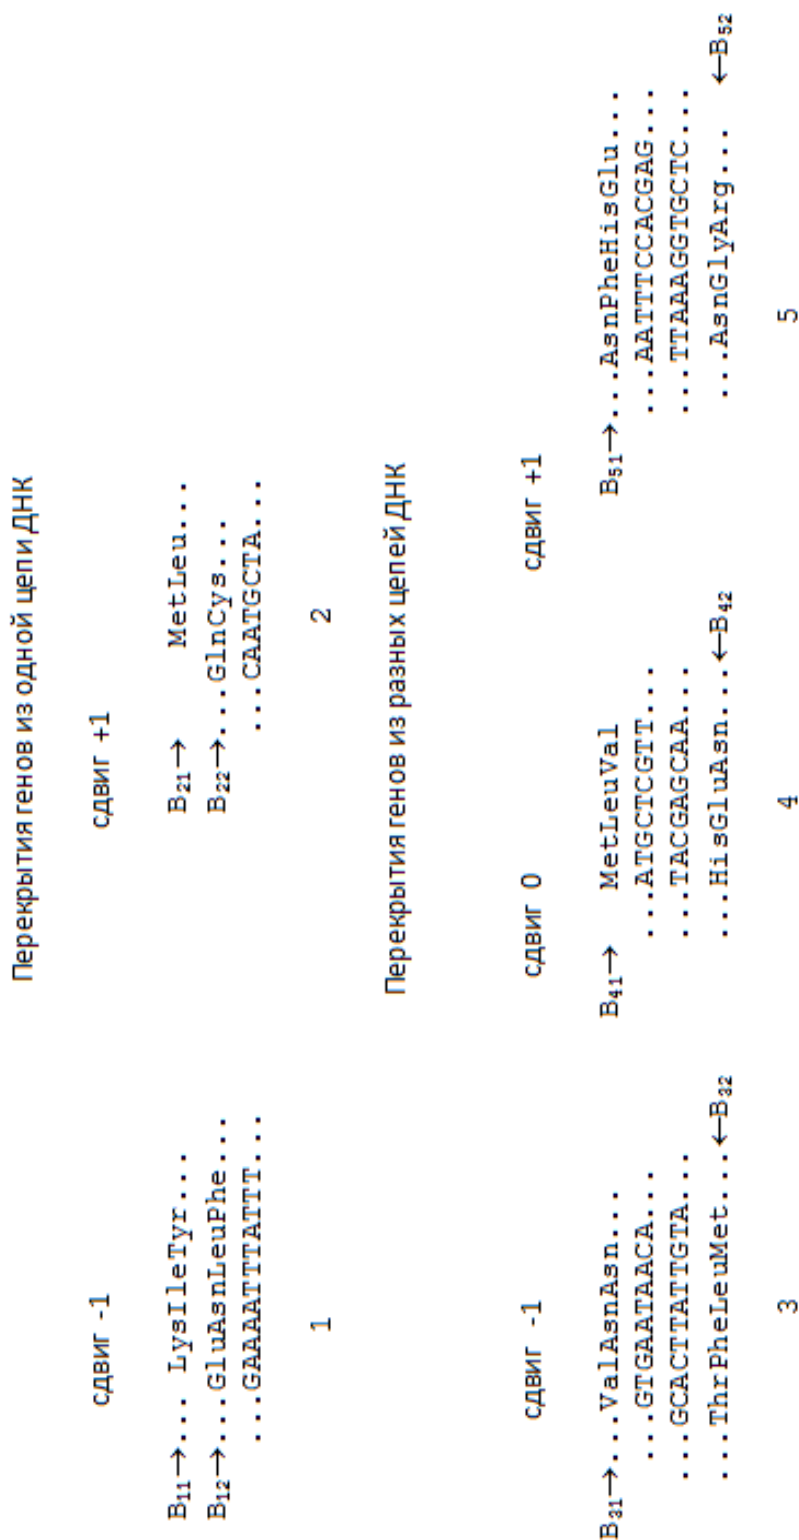 Перекрытия генов из одной цепи ДНК
сдвиг -1 сдвиг +1
B₁₁→... LysIleTyr... B₂₁→ MetLeu...
B₁₂→...GluAsnLeuPhe... B₂₂→...GlnCys...
...GAAAATTTATTT... ...CAATGCTA...
1 2
Перекрытия генов из разных цепей ДНК
сдвиг -1 сдвиг 0 сдвиг +1
B₃₁→...ValAsnAsn... B₄₁→ MetLeuVal B₅₁→...AsnPheHisGlu...
...GTGAATAACA... ...ATGCTCGTT... ...AATTTCCACGAG...
...GCACTTATTGTA... ...TACGAGCAA... ...TTAAAGGTGCTC...
...ThrPheLeuMet...←B₃₂ ...HisGluAsn...←B₄₂ ...AsnGlyArg... ←B₅₂
3 4 5